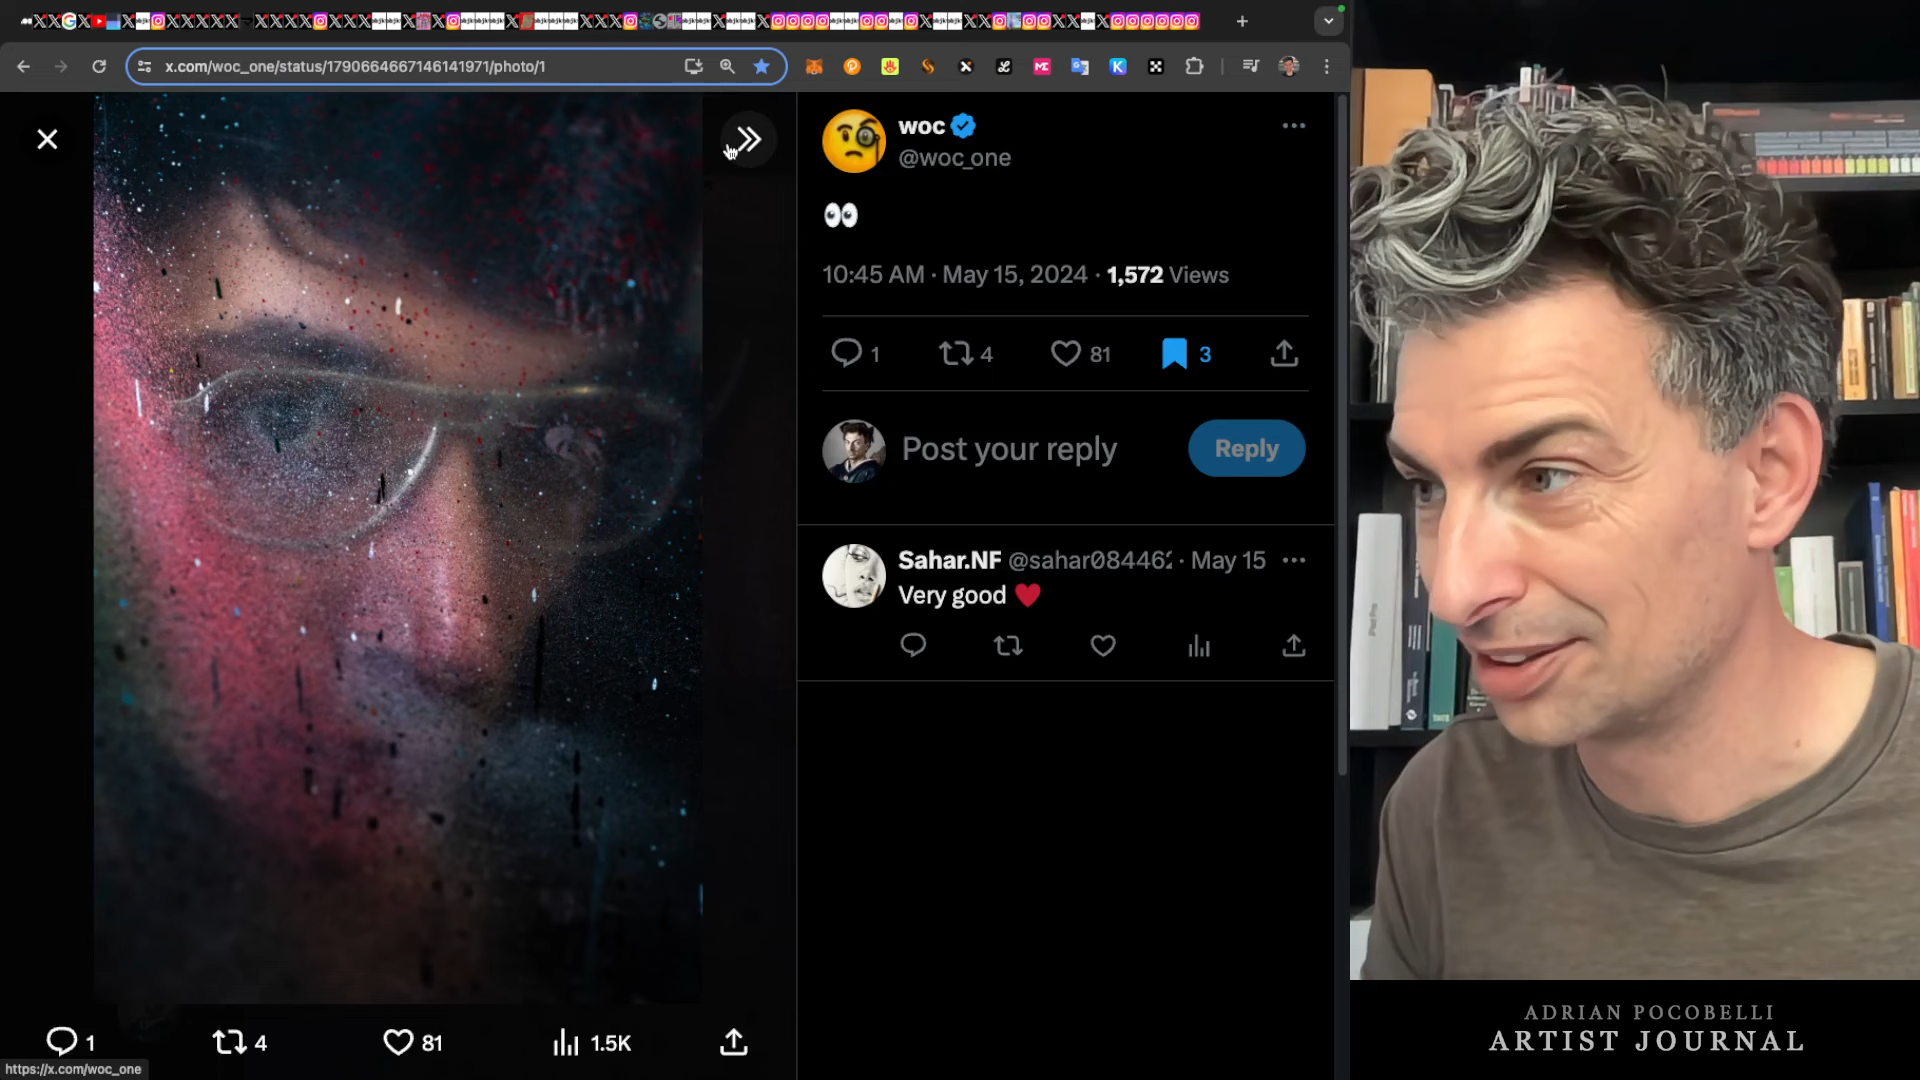 x.com/woc_one/status/1790664667146141971/photo/1
woc
@woc_one
👀
10:45 AM · May 15, 2024 · 1,572 Views
1
4
81
3
Post your reply
Reply
Sahar.NF @sahar08446 · May 15
Very good ♥
1
4
81
1.5K
https://x.com/woc_one
ADRIAN POCOBELLI
ARTIST JOURNAL